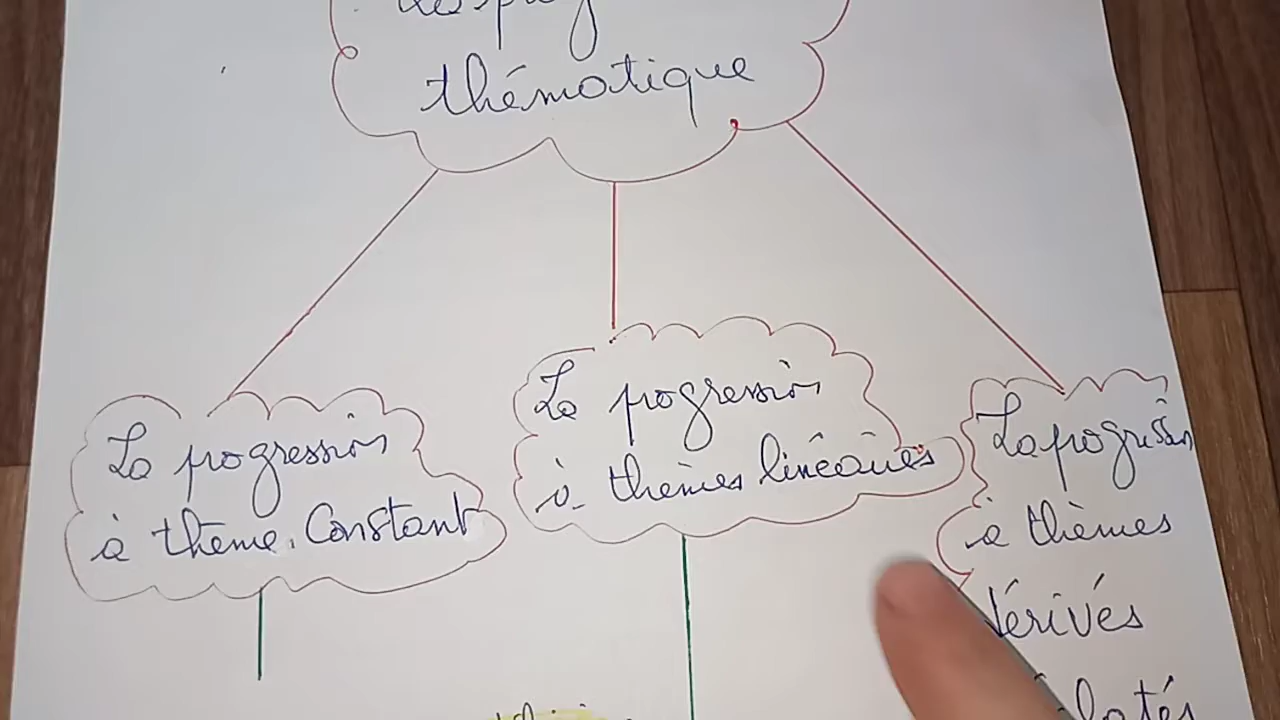 thématique
La progression
à thème Constant
La progression
à thèmes linéaires
La progression
à thèmes
dérivés